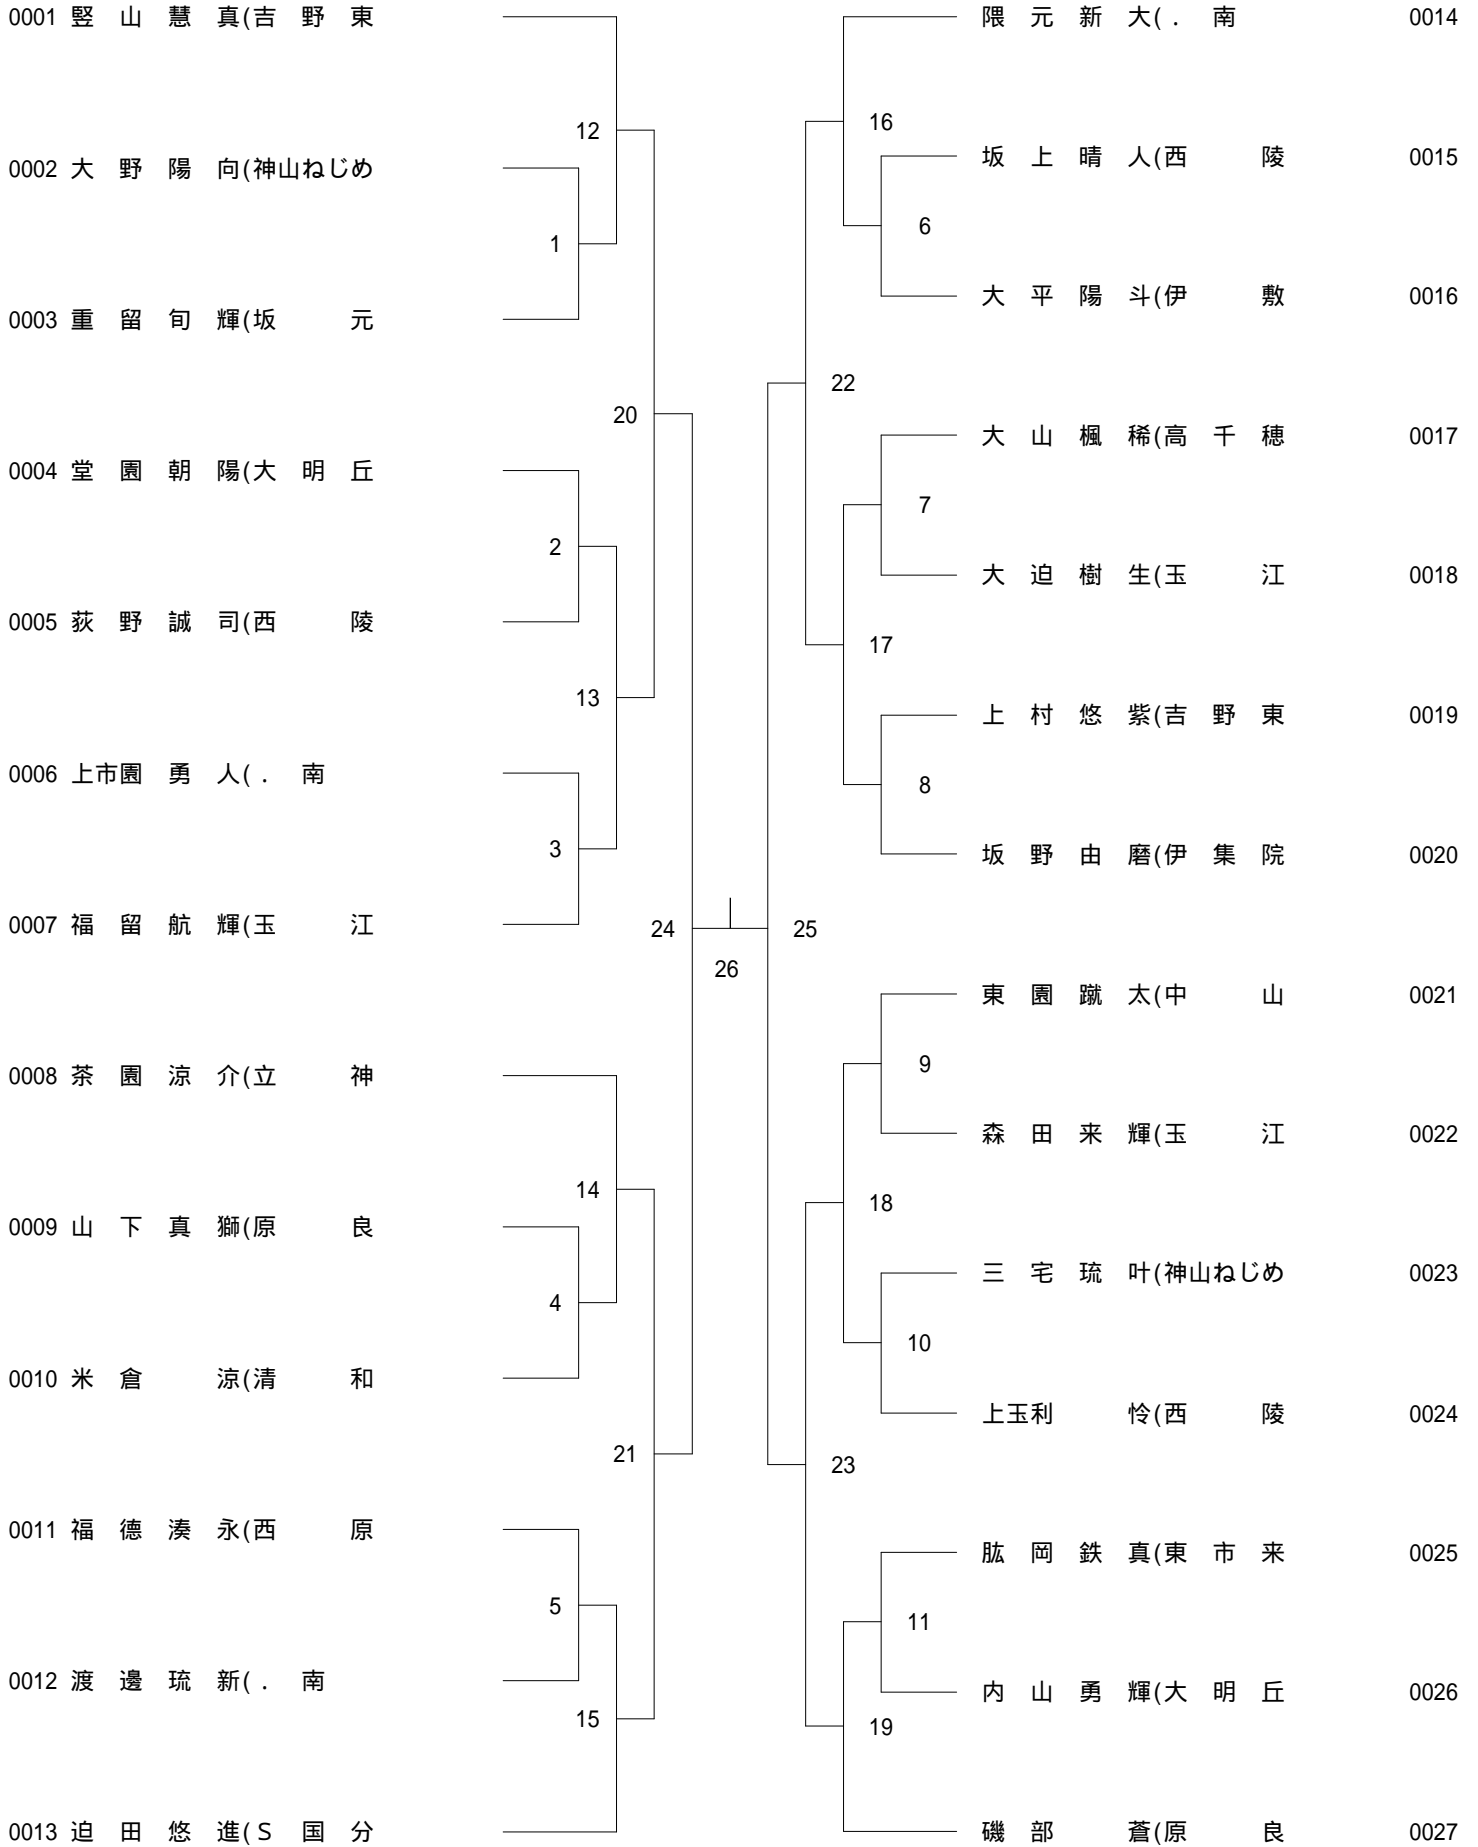 0001 竪 山 慧 真(吉 野 東
12
0002 大 野 陽 向(神山ねじめ
1
0003 重 留 旬 輝(坂 元
20
0004 堂 園 朝 陽(大 明 丘
2
0005 荻 野 誠 司(西 陵
13
0006 上市園 勇 人( . 南
3
0007 福 留 航 輝(玉 江
24
0008 茶 園 涼 介(立 神
14
0009 山 下 真 獅(原 良
4
0010 米 倉 涼(清 和
21
0011 福 德 湊 永(西 原
5
0012 渡 邊 琉 新( . 南
15
0013 迫 田 悠 進(S 国 分
26
隈 元 新 大( . 南 0014
16
坂 上 晴 人(西 陵 0015
6
大 平 陽 斗(伊 敷 0016
22
大 山 楓 稀(高 千 穂 0017
7
大 迫 樹 生(玉 江 0018
17
上 村 悠 紫(吉 野 東 0019
8
坂 野 由 磨(伊 集 院 0020
25
東 園 蹴 太(中 山 0021
9
森 田 来 輝(玉 江 0022
18
三 宅 琉 叶(神山ねじめ 0023
10
上玉利 怜(西 陵 0024
23
肱 岡 鉄 真(東 市 来 0025
11
内 山 勇 輝(大 明 丘 0026
19
磯 部 蒼(原 良 0027